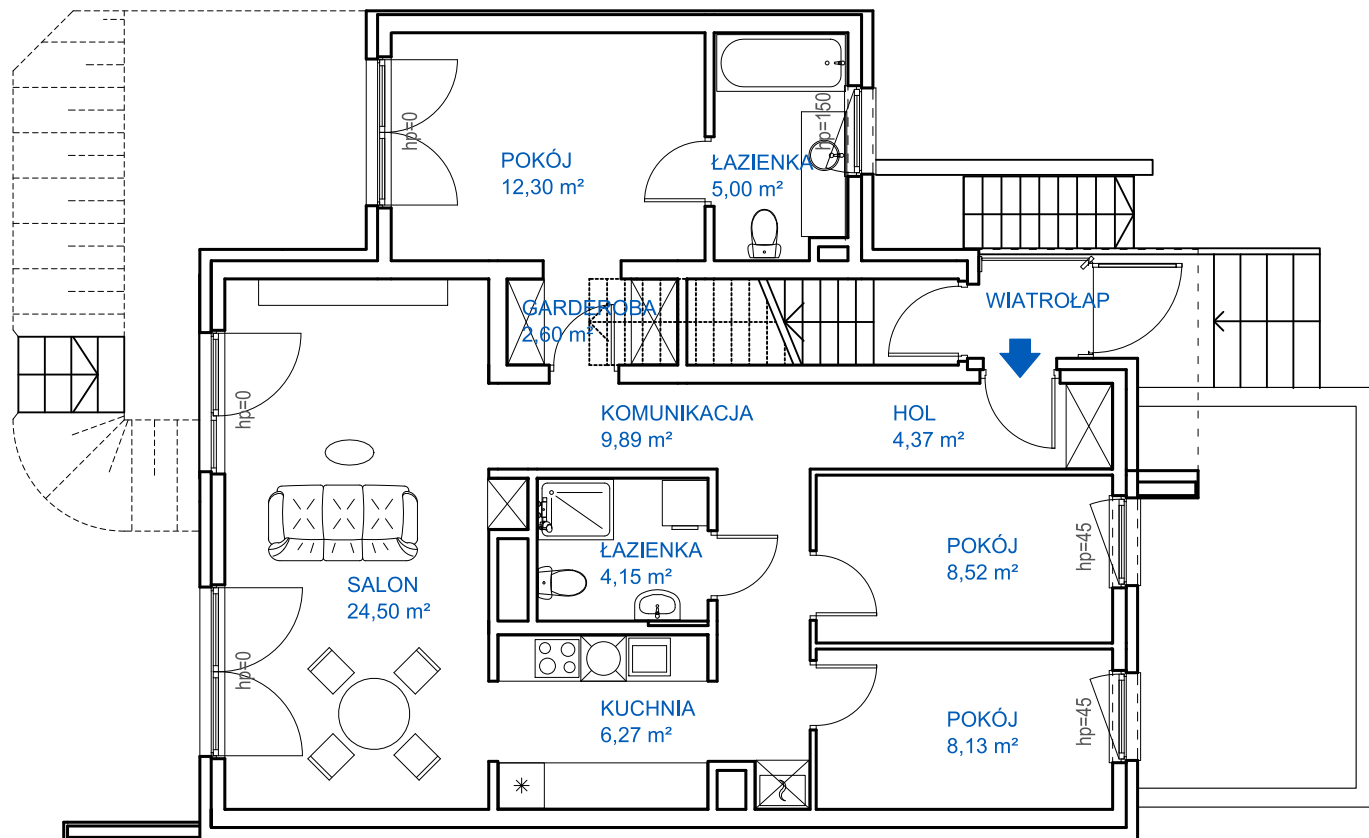 hp=0
POKÓJ
12,30 m²
ŁAZIENKA
5,00 m²
hp=150
GARDEROBA
2,60 m²
WIATROŁAP
hp=0
KOMUNIKACJA
9,89 m²
HOL
4,37 m²
ŁAZIENKA
4,15 m²
POKÓJ
8,52 m²
hp=45
SALON
24,50 m²
hp=0
KUCHNIA
6,27 m²
POKÓJ
8,13 m²
hp=45